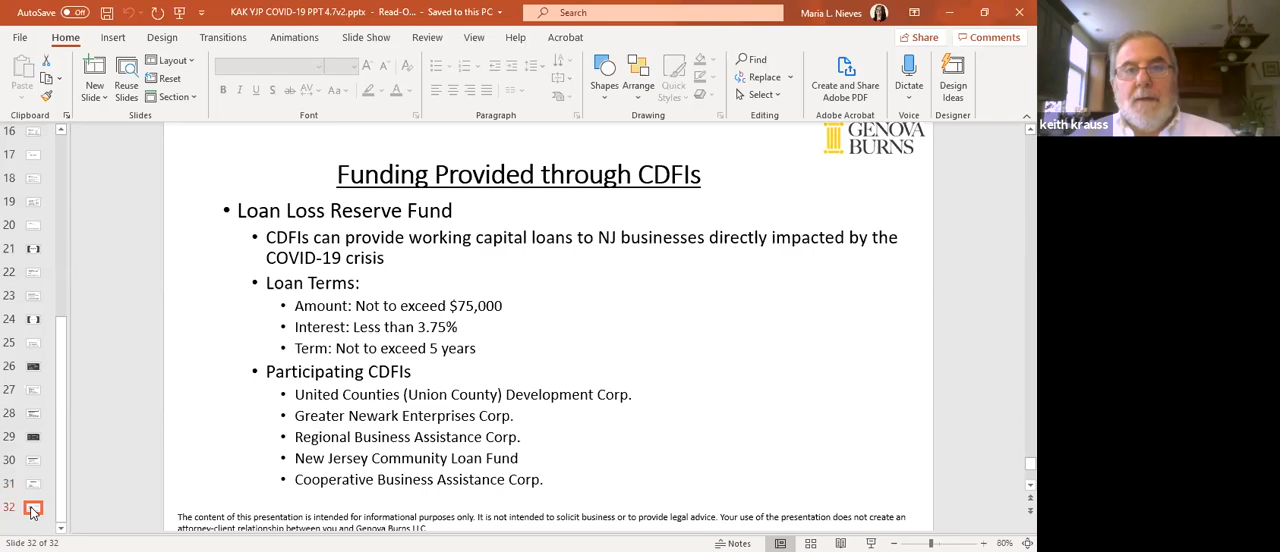 AutoSave Off KAK YJP COVID-19 PPT 4.7v2.pptx - Read-O... - Saved to this PC Search Maria L. Nieves
File Home Insert Design Transitions Animations Slide Show Review View Help Acrobat Share Comments
Paste New Slide Reuse Slides Layout Reset Section Shapes Arrange Quick Styles Find Replace Select Create and Share Adobe PDF Dictate Design Ideas
Clipboard Slides Font Paragraph Drawing Editing Adobe Acrobat Voice Designer
keith krauss
16
17
18
19
20
21
22
23
24
25
26
27
28
29
30
31
32
GENOVA
BURNS
Funding Provided through CDFIs
• Loan Loss Reserve Fund
• CDFIs can provide working capital loans to NJ businesses directly impacted by the
COVID-19 crisis
• Loan Terms:
• Amount: Not to exceed $75,000
• Interest: Less than 3.75%
• Term: Not to exceed 5 years
• Participating CDFIs
• United Counties (Union County) Development Corp.
• Greater Newark Enterprises Corp.
• Regional Business Assistance Corp.
• New Jersey Community Loan Fund
• Cooperative Business Assistance Corp.
The content of this presentation is intended for informational purposes only. It is not intended to solicit business or to provide legal advice. Your use of the presentation does not create an
attorney-client relationship between you and Genova Burns LLC.
Slide 32 of 32 Notes 80%